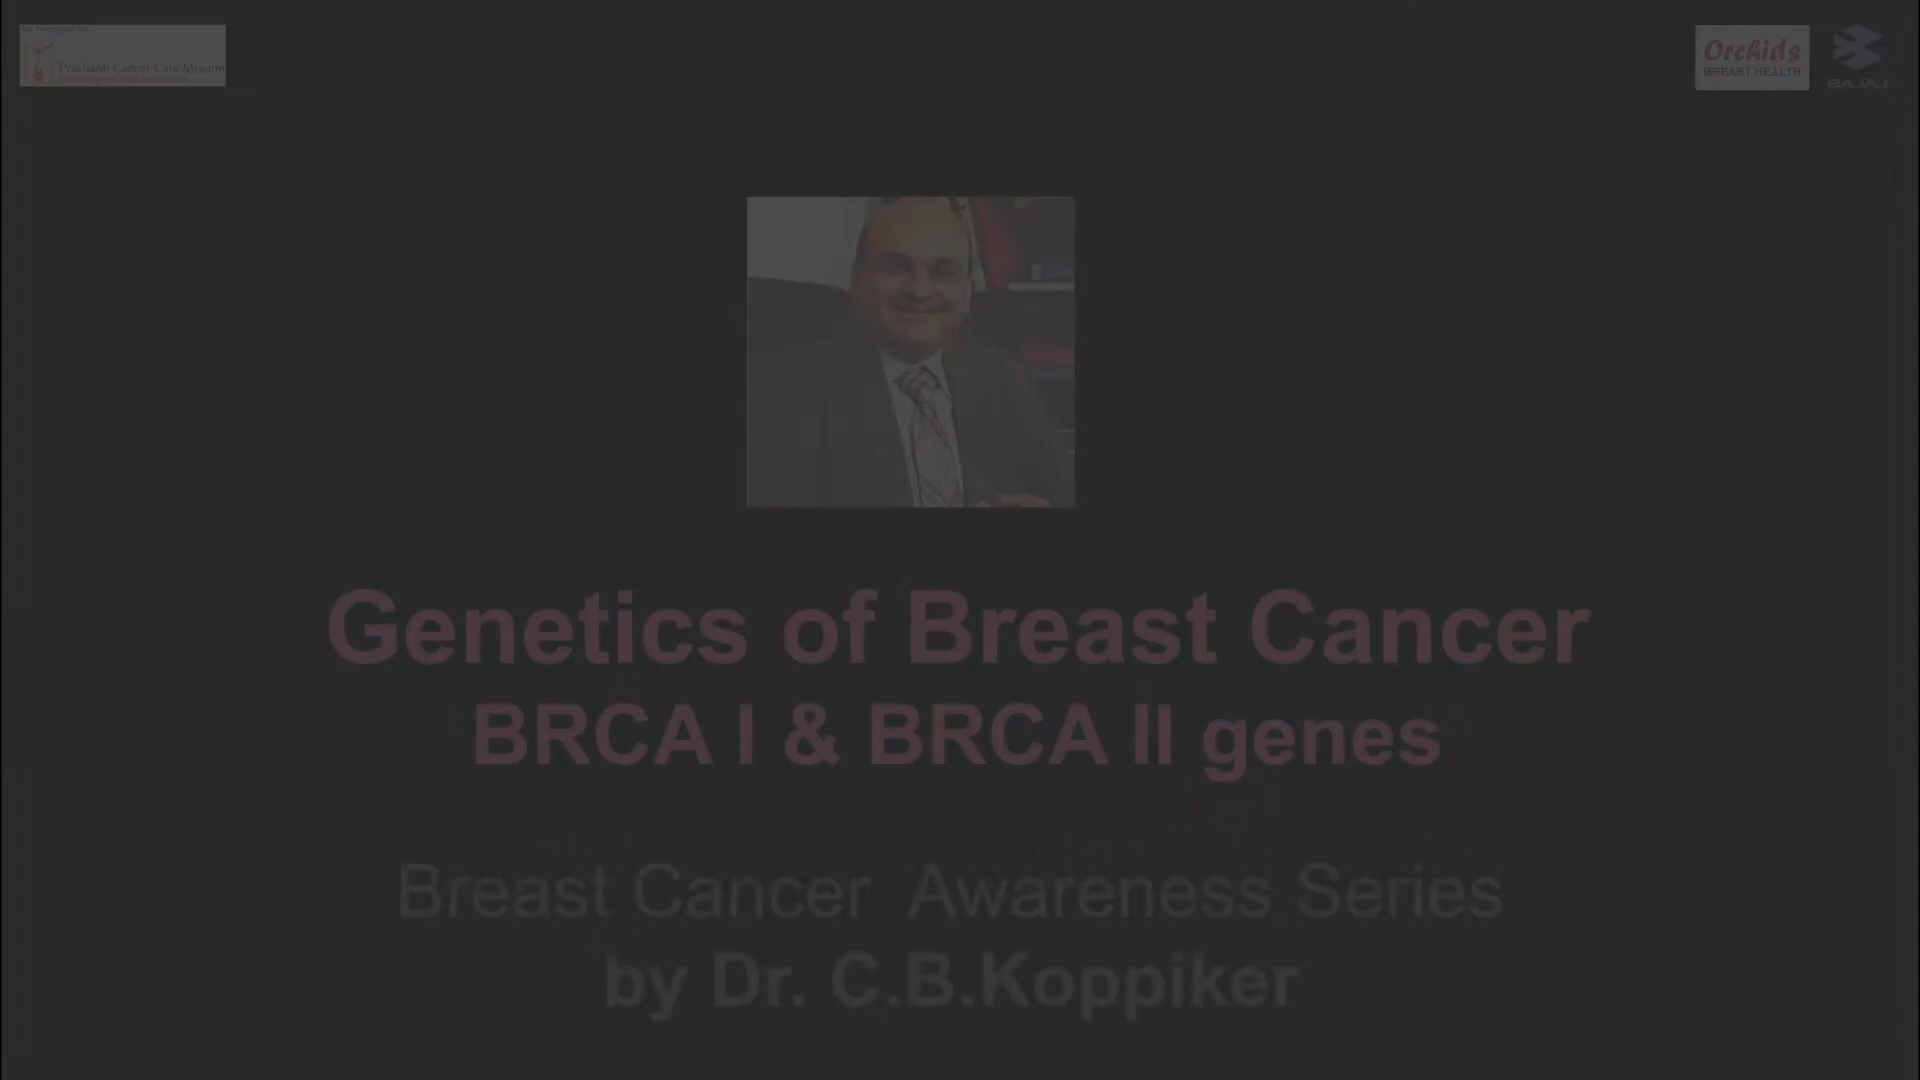 Prashanti Cancer Care Mission
Orchids
BREAST HEALTH
BAJAJ
Genetics of Breast Cancer
BRCA I & BRCA II genes
Breast Cancer Awareness Series
by Dr. C.B.Koppiker